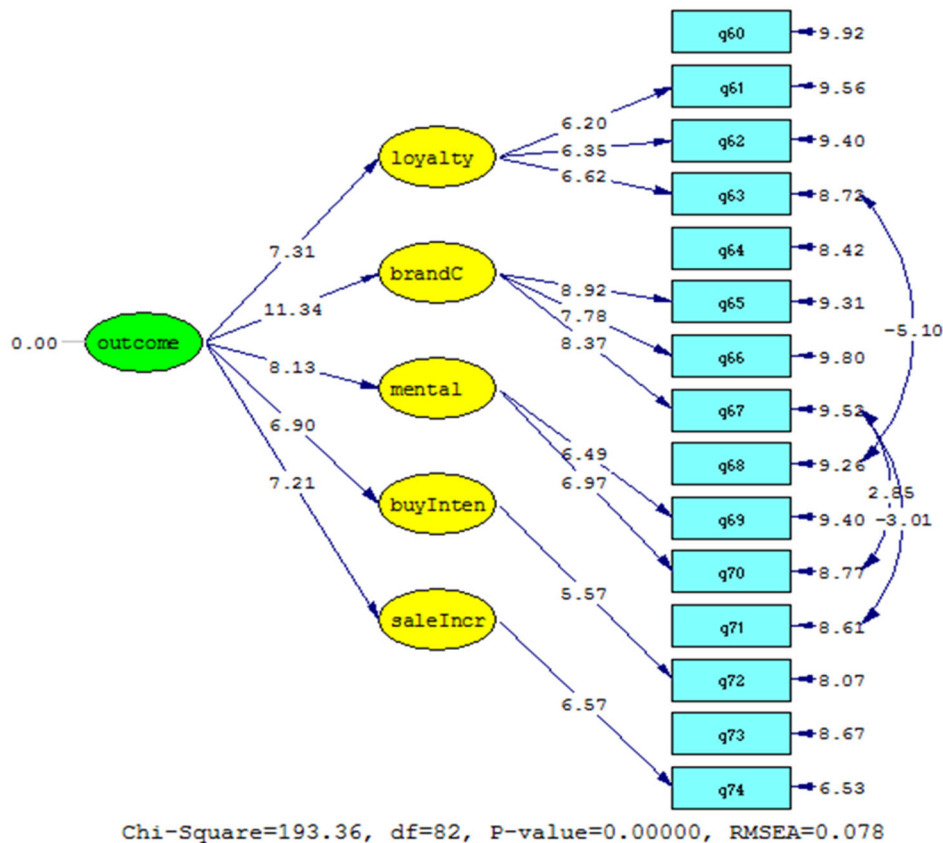 q60 9.92
q61 9.56
6.20
q62 9.40
6.35
loyalty
6.62
q63 8.73
q64 8.42
7.31
brandC
8.92
q65 9.31
11.34
7.78
-5.10
0.00 outcome
8.37
q66 9.80
8.13
mental
q67 9.52
6.90
6.49
q68 9.26
7.21
6.97
2.85
buyInten
q69 9.40
-3.01
q70 8.77
5.57
saleIncr
q71 8.61
q72 8.07
6.57
q73 8.67
q74 6.53
Chi-Square=193.36, df=82, P-value=0.00000, RMSEA=0.078